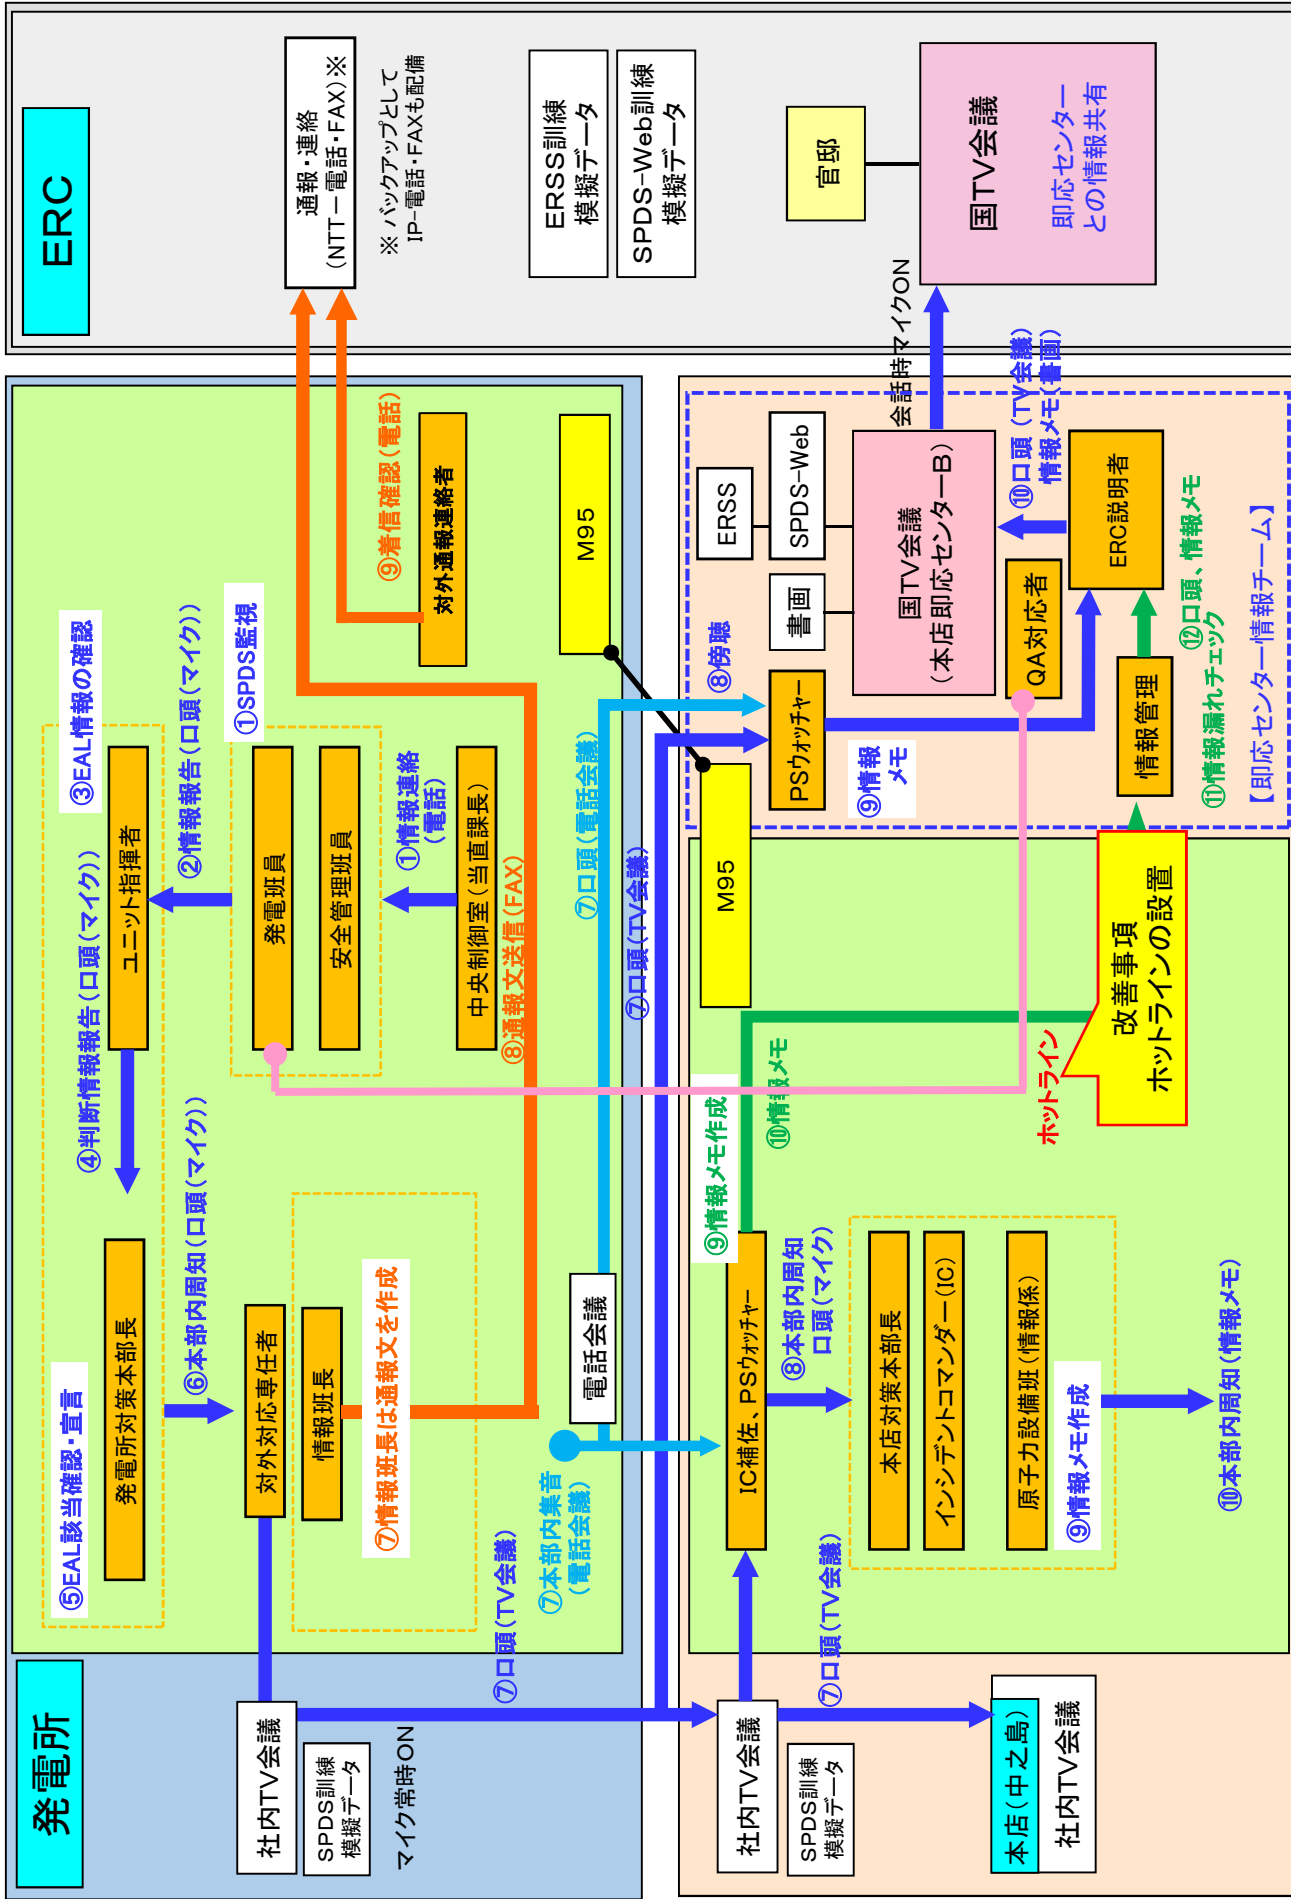 発電所
社内TV会議
SPDS訓練
模擬データ
マイク常時ON
⑤EAL該当確認・宣言
発電所対策本部長
④判断情報報告(口頭(マイク))
③EAL情報の確認
ユニット指揮者
②情報報告(口頭(マイク))
①SPDS監視
発電班員
安全管理班員
①情報連絡
(電話)
中央制御室(当直課長)
⑥本部内周知(口頭(マイク))
対外対応専任者
情報班長
⑦情報班長は通報文を作成
⑧通報文送信(FAX)
⑨着信確認(電話)
対外通報連絡者
M95
⑦口頭(TV会議)
⑦本部内集音
(電話会議)
電話会議
⑦口頭(電話会議)
⑦口頭(TV会議)
ERC
通報・連絡
(NTT-電話・FAX)※
※ バックアップとして
IP-電話・FAXも配備
ERSS訓練
模擬データ
SPDS-Web訓練
模擬データ
官邸
国TV会議
即応センター
との情報共有
会話時マイクON
社内TV会議
SPDS訓練
模擬データ
⑦口頭(TV会議)
本店(中之島)
社内TV会議
⑨情報メモ作成
IC補佐、PSウォッチャー
⑧本部内周知
口頭(マイク)
本店対策本部長
インシデントコマンダー(IC)
原子力設備班(情報係)
⑨情報メモ作成
⑩本部内周知(情報メモ)
M95
⑩情報メモ
ホットライン
改善事項
ホットラインの設置
⑧傍聴
PSウォッチャー
⑨情報
メモ
ERSS
SPDS-Web
書画
国TV会議
(本店即応センターB)
QA対応者
⑩口頭(TV会議)
情報メモ(書画)
ERC説明者
情報管理
⑫口頭、情報メモ
⑪情報漏れチェック
【即応センター情報チーム】